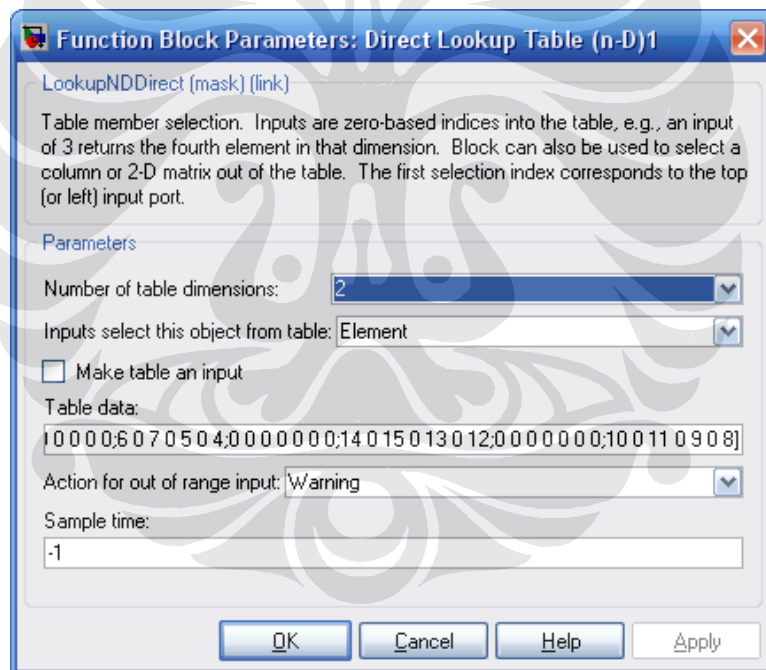 Function Block Parameters: Direct Lookup Table (n-D)1
LookupNDDirect (mask) (link)
Table member selection. Inputs are zero-based indices into the table, e.g., an input
of 3 returns the fourth element in that dimension. Block can also be used to select a
column or 2-D matrix out of the table. The first selection index corresponds to the top
(or left) input port.
Parameters
Number of table dimensions: 2
Inputs select this object from table: Element
Make table an input
Table data:
0 0 0 0;6 0 7 0 5 0 4;0 0 0 0 0 0 0;14 0 15 0 13 0 12;0 0 0 0 0 0 0;10 0 11 0 9 0 8]
Action for out of range input: Warning
Sample time:
-1
OK Cancel Help Apply